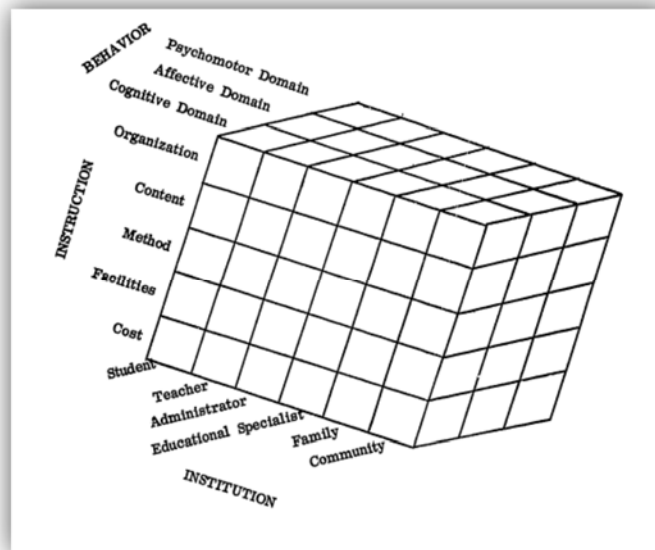 BEHAVIOR
Psychomotor Domain
Affective Domain
Cognitive Domain
INSTRUCTION
Organization
Content
Method
Facilities
Cost
Student
Teacher
Administrator
Educational Specialist
Family
Community
INSTITUTION